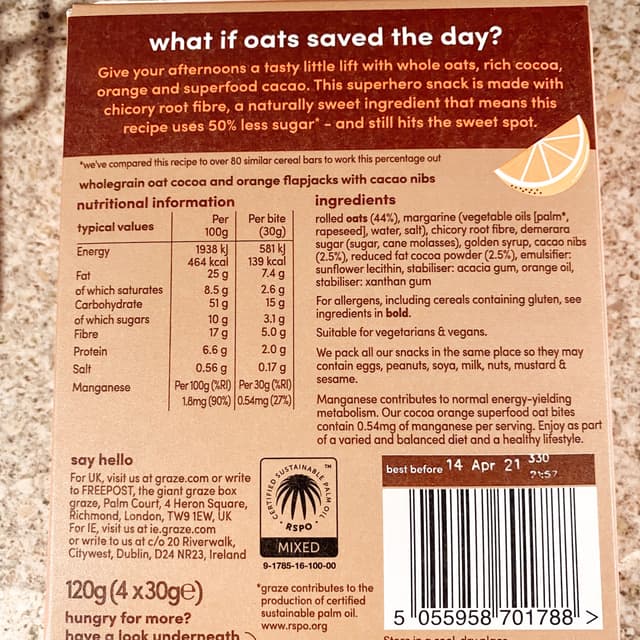 what if oats saved the day?
Give your afternoons a tasty little lift with whole oats, rich cocoa,
orange and superfood cacao. This superhero snack is made with
chicory root fibre, a naturally sweet ingredient that means this
recipe uses 50% less sugar* - and still hits the sweet spot.
*we've compared this recipe to over 80 similar cereal bars to work this percentage out
wholegrain oat cocoa and orange flapjacks with cacao nibs
nutritional information
typical values Per 100g Per bite (30g)
Energy 1938 kj 581 kj
464 kcal 139 kcal
Fat 25 g 7.4 g
of which saturates 8.5 g 2.6 g
Carbohydrate 51 g 15 g
of which sugars 10 g 3.1 g
Fibre 17 g 5.0 g
Protein 6.6 g 2.0 g
Salt 0.56 g 0.17 g
Manganese Per 100g (%RI) Per 30g (%RI)
1.8mg (90%) 0.54mg (27%)
ingredients
rolled oats (44%), margarine (vegetable oils [palm*,
rapeseed], water, salt), chicory root fibre, demerara
sugar (sugar, cane molasses), golden syrup, cacao nibs
(2.5%), reduced fat cocoa powder (2.5%), emulsifier:
sunflower lecithin, stabiliser: acacia gum, orange oil,
stabiliser: xanthan gum
For allergens, including cereals containing gluten, see
ingredients in bold.
Suitable for vegetarians & vegans.
We pack all our snacks in the same place so they may
contain eggs, peanuts, soya, milk, nuts, mustard &
sesame.
Manganese contributes to normal energy-yielding
metabolism. Our cocoa orange superfood oat bites
contain 0.54mg of manganese per serving. Enjoy as part
of a varied and balanced diet and a healthy lifestyle.
say hello
For UK, visit us at graze.com or write
to FREEPOST, the giant graze box
graze, Palm Court, 4 Heron Square,
Richmond, London, TW9 1EW, UK
For IE, visit us at ie.graze.com
or write to us at c/o 20 Riverwalk,
Citywest, Dublin, D24 NR23, Ireland
CERTIFIED SUSTAINABLE PALM OIL
TM
RSPO
MIXED
9-1785-16-100-00
best before 14 Apr 21 330
21:57
120g (4 x30ge)
hungry for more?
have a look underneath
*graze contributes to the
production of certified
sustainable palm oil.
www.rspo.org
5 055958 701788 >